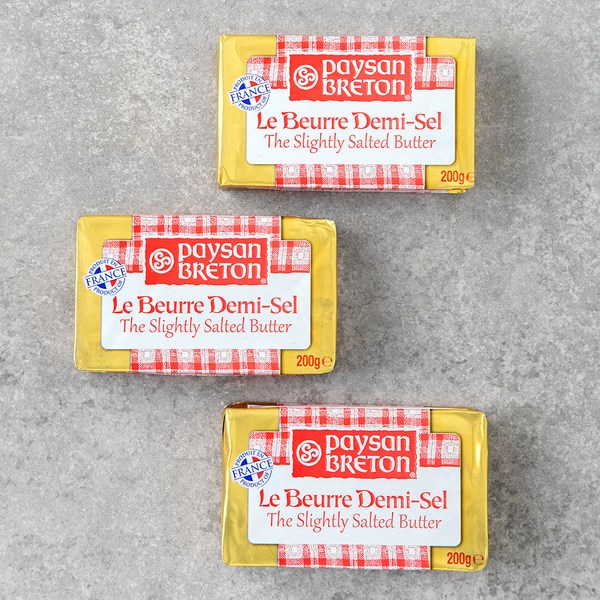 PRODUIT EN
FRANCE
PRODUCT OF
PAYSAN
BRETON®
Le Beurre Demi-Sel
The Slightly Salted Butter
200g℮
PRODUIT EN
FRANCE
PRODUCT OF
PAYSAN
BRETON®
Le Beurre Demi-Sel
The Slightly Salted Butter
200g℮
PRODUIT EN
FRANCE
PRODUCT OF
PAYSAN
BRETON®
Le Beurre Demi-Sel
The Slightly Salted Butter
200g℮